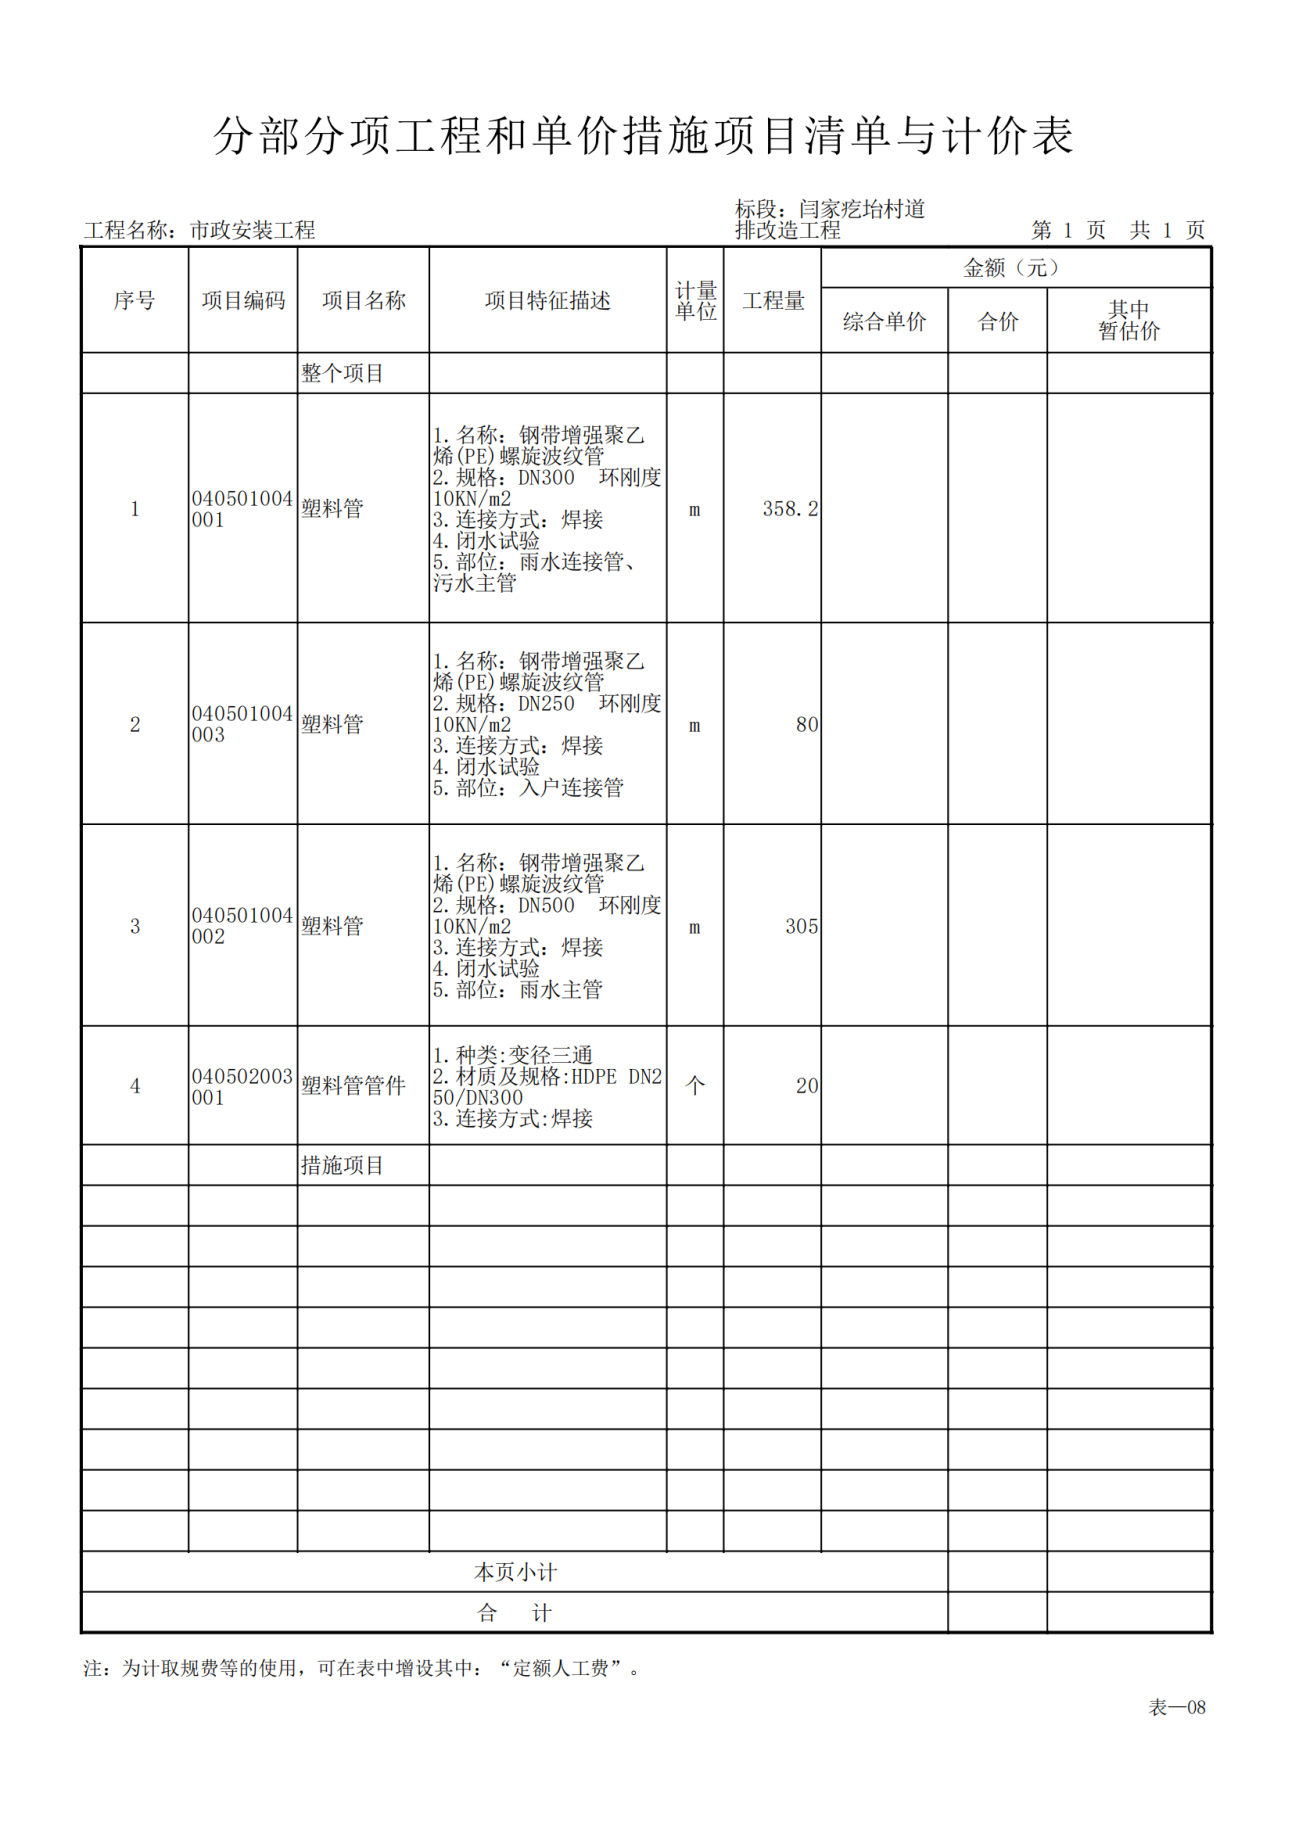 分部分项工程和单价措施项目清单与计价表
标段：闫家疙坮村道
工程名称：市政安装工程 排改造工程 第 1 页 共 1 页
序号 项目编码 项目名称 项目特征描述 计量 工程量 金额（元）
单位
综合单价 合价 其中
暂估价
整个项目
1 040501004 塑料管
001
1.名称：钢带增强聚乙
烯(PE)螺旋波纹管
2.规格：DN300 环刚度
10KN/m2
3.连接方式：焊接
4.闭水试验
5.部位：雨水连接管、
污水主管
m 358.2
2 040501004 塑料管
003
1.名称：钢带增强聚乙
烯(PE)螺旋波纹管
2.规格：DN250 环刚度
10KN/m2
3.连接方式：焊接
4.闭水试验
5.部位：入户连接管
m 80
3 040501004 塑料管
002
1.名称：钢带增强聚乙
烯(PE)螺旋波纹管
2.规格：DN500 环刚度
10KN/m2
3.连接方式：焊接
4.闭水试验
5.部位：雨水主管
m 305
4 040502003 塑料管管件
001
1.种类:变径三通
2.材质及规格:HDPE DN2
50/DN300
3.连接方式:焊接
个 20
措施项目
本页小计
合 计
注：为计取规费等的使用，可在表中增设其中：“定额人工费”。
表—08